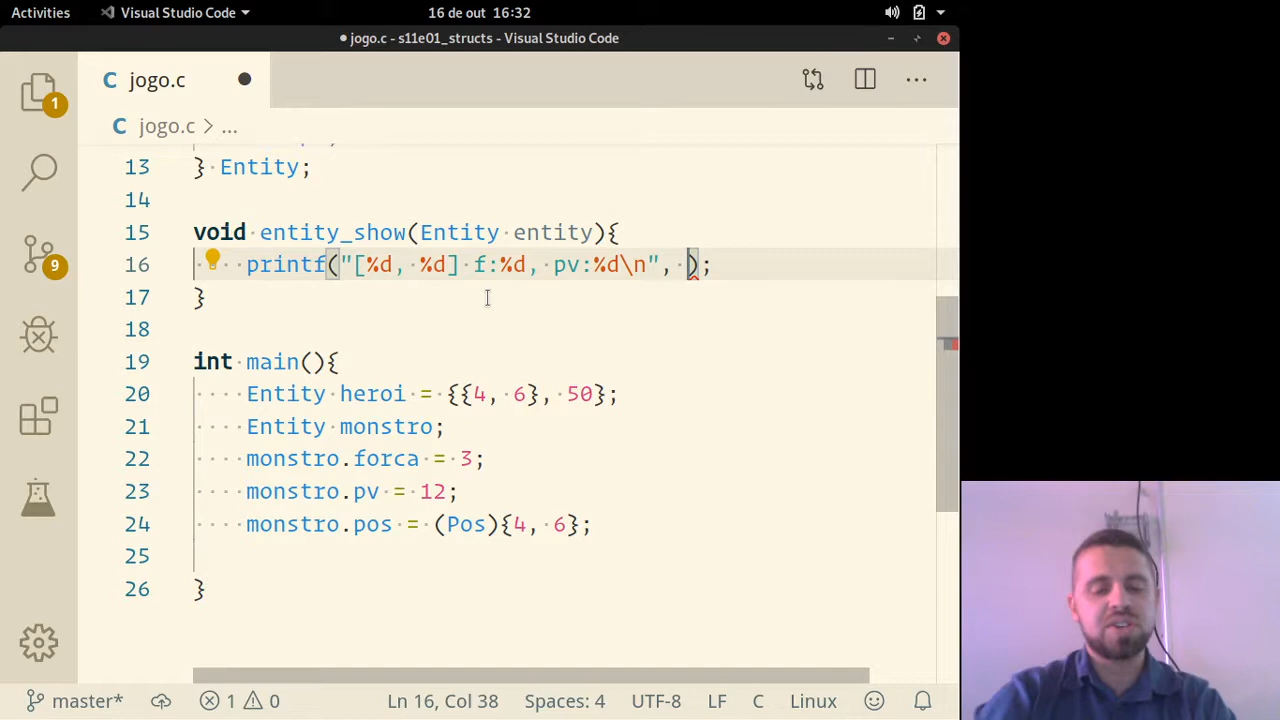 Activities Visual Studio Code 16 de out 16:32
jogo.c - s11e01_structs - Visual Studio Code
C jogo.c
C jogo.c > ...
13 } Entity;
14
15 void entity_show(Entity entity){
16 printf("[%d, %d] f:%d, pv:%d\n", );
17 }
18
19 int main(){
20 Entity heroi = {{4, 6}, 50};
21 Entity monstro;
22 monstro.forca = 3;
23 monstro.pv = 12;
24 monstro.pos = (Pos){4, 6};
25
26 }
1
9
master* 1 0 Ln 16, Col 38 Spaces: 4 UTF-8 LF C Linux